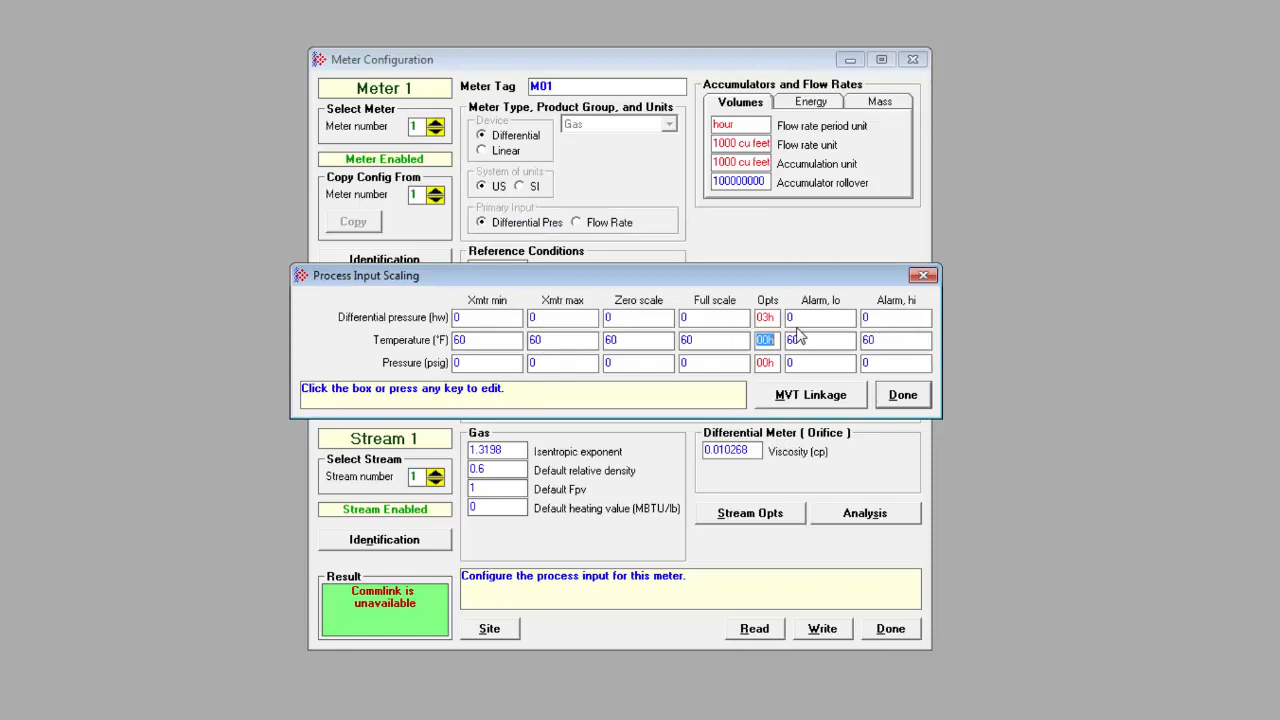 Meter Configuration
Meter 1
Select Meter
Meter number 1
Meter Enabled
Copy Config From
Meter number 1
Copy
Identification
Meter Tag M01
Meter Type, Product Group, and Units
Device
Differential
Linear
Gas
System of units
US SI
Primary Input
Differential Pres Flow Rate
Reference Conditions
Accumulators and Flow Rates
Volumes Energy Mass
hour Flow rate period unit
1000 cu feet Flow rate unit
1000 cu feet Accumulation unit
100000000 Accumulator rollover
Process Input Scaling
Xmtr min Xmtr max Zero scale Full scale Opts Alarm, lo Alarm, hi
Differential pressure (hw) 0 0 0 0 03h 0 0
Temperature (°F) 60 60 60 60 00h 60 60
Pressure (psig) 0 0 0 0 00h 0 0
Click the box or press any key to edit.
MVT Linkage Done
Stream 1
Select Stream
Stream number 1
Stream Enabled
Identification
Gas
1.3198 Isentropic exponent
0.6 Default relative density
1 Default Fpv
0 Default heating value (MBTU/lb)
Differential Meter ( Orifice )
0.010268 Viscosity (cp)
Stream Opts Analysis
Result
Commlink is
unavailable
Configure the process input for this meter.
Site Read Write Done